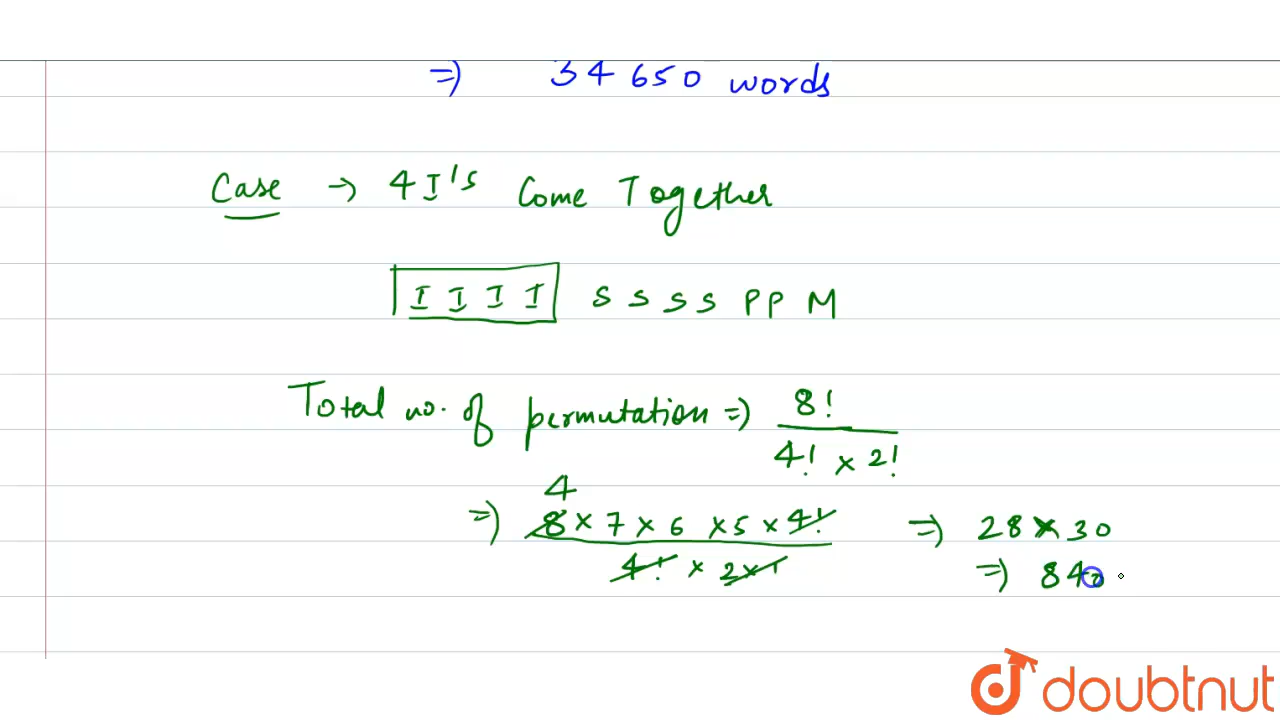 =) 34650 words
Case → 4 I's Come Together
I I I I S S S S P P M
Total no. of permutation =) 8! / 4! × 2!
4
=) 8 × 7 × 6 × 5 × 4! / 4! × 2×1 =) 28 × 30
=) 840
doubtnut